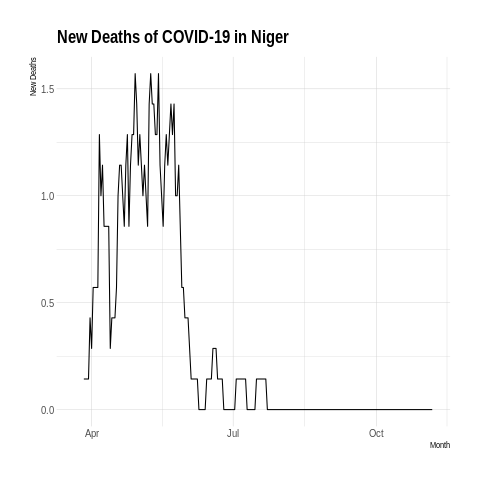 New Deaths of COVID-19 in Niger
New Deaths
1.5
1.0
0.5
0.0
Apr
Jul
Oct
Month